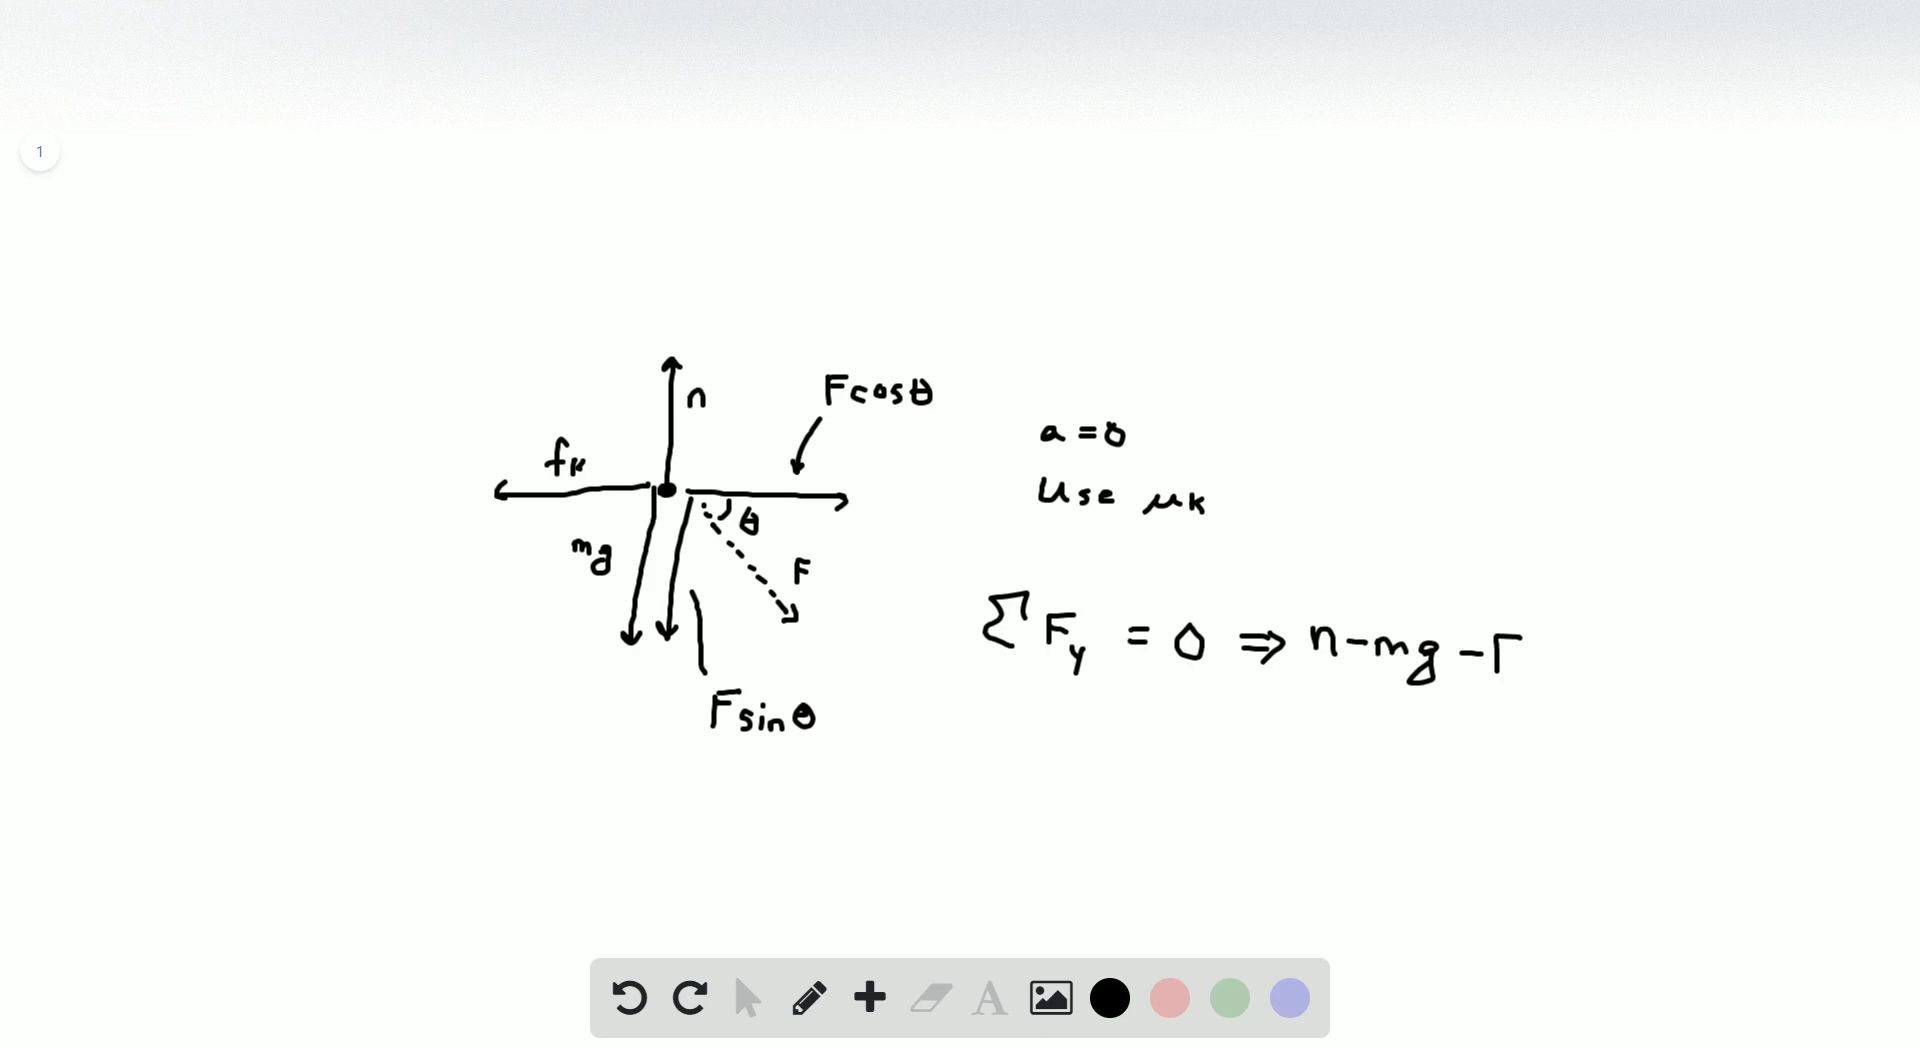 1
n
Fcosθ
fk
a = 0
Use μk
θ
mg
F
ΣFy = 0 ⇒ n-mg-Γ
Fsinθ
A